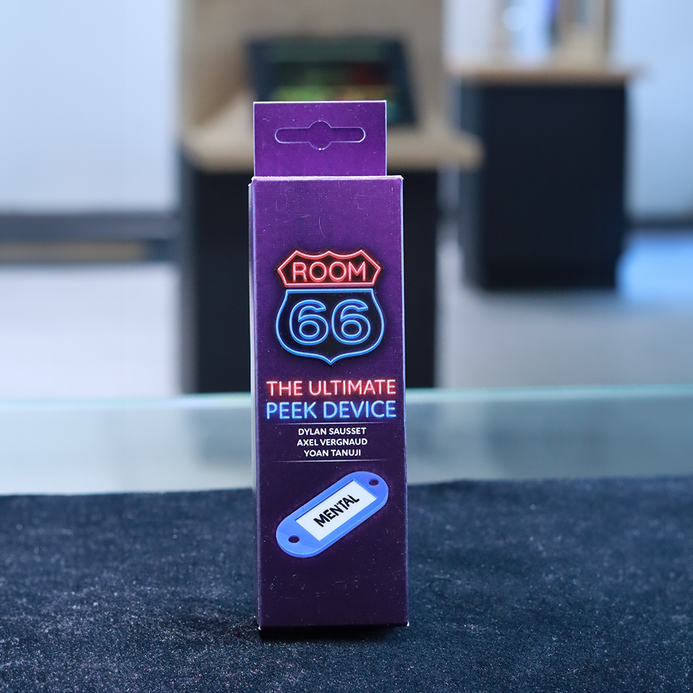 ROOM
66
THE ULTIMATE
PEEK DEVICE
DYLAN SAUSSET
AXEL VERGNAUD
YOAN TANUJI
MENTAL